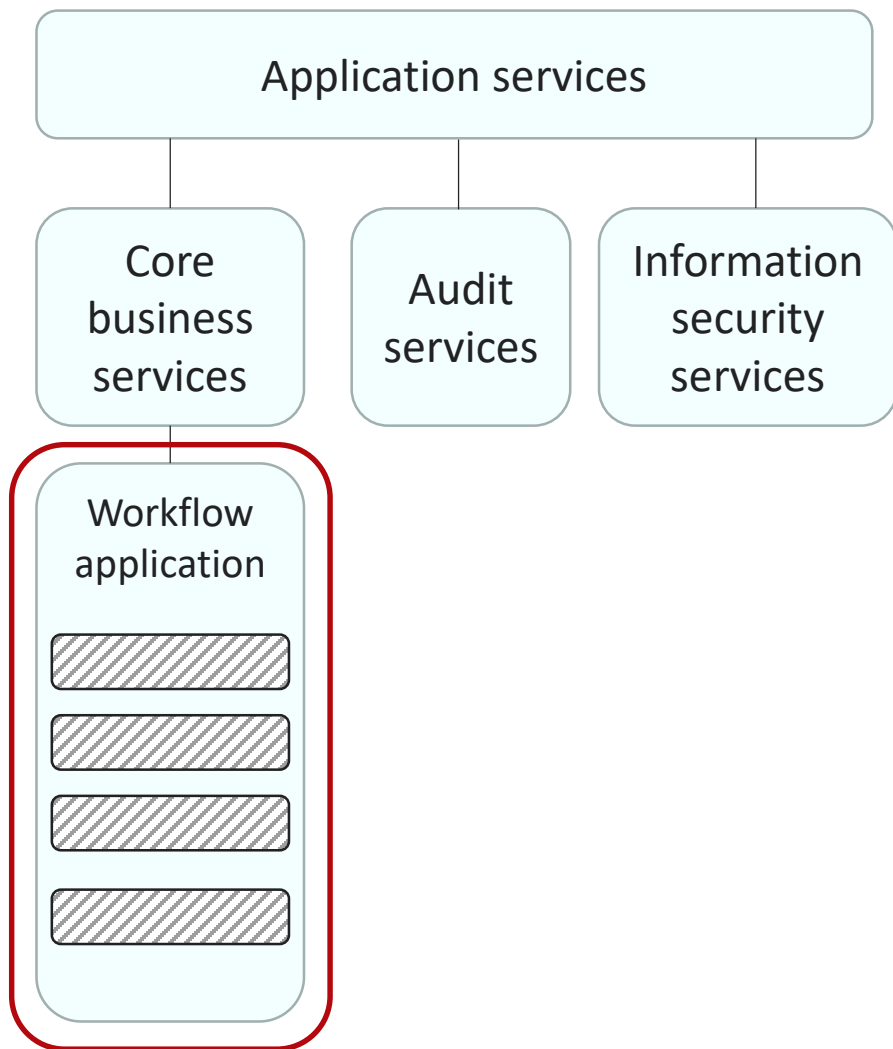 Application services
Core
business
services
Audit
services
Information
security
services
Workflow
application